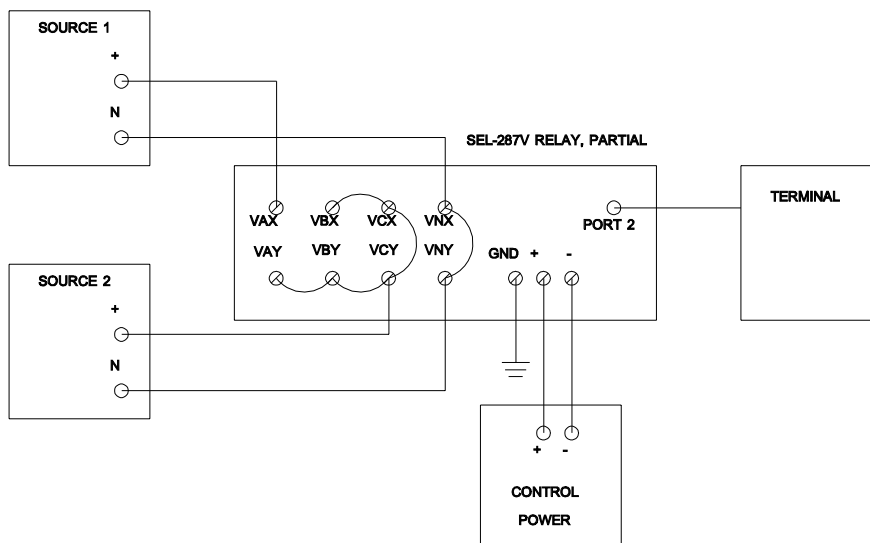 SOURCE 1
+
N
SEL-287V RELAY, PARTIAL
VAX VBX VCX VNX
VAY VBY VCY VNY
PORT 2
GND + -
TERMINAL
SOURCE 2
+
N
+ -
CONTROL
POWER